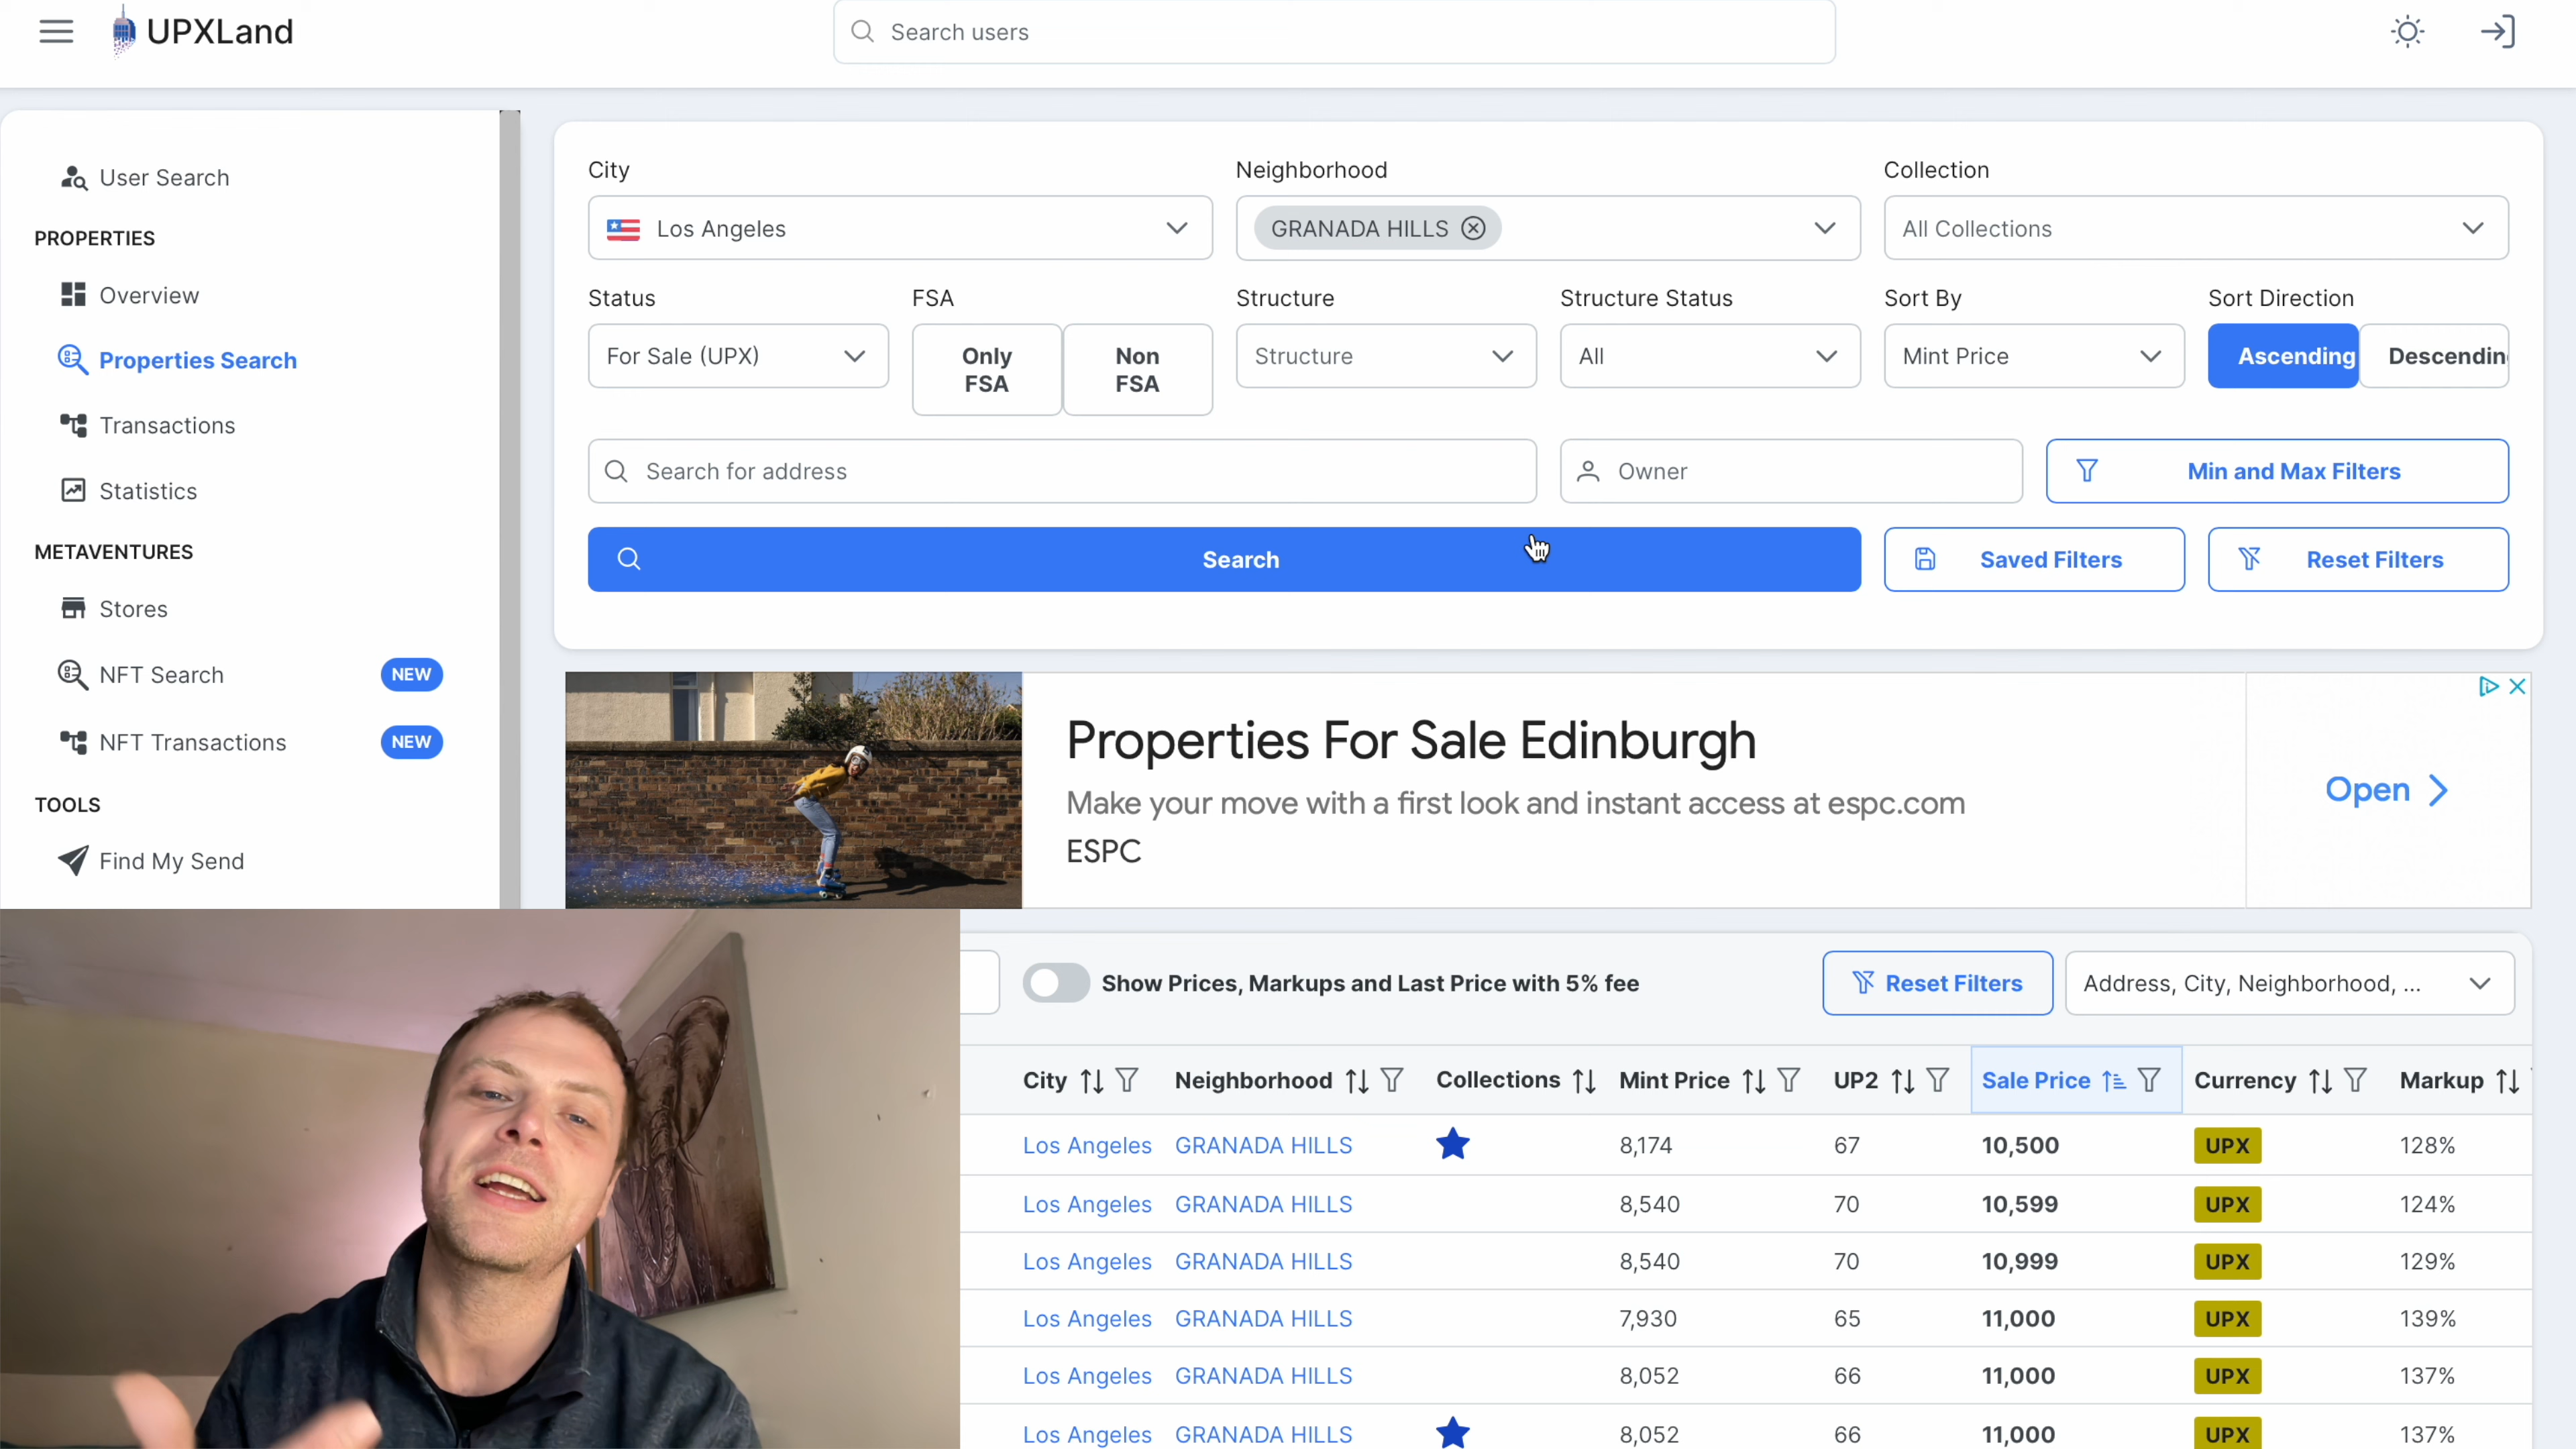 UPXLand
Search users
User Search
PROPERTIES
Overview
Properties Search
Transactions
Statistics
METAVENTURES
Stores
NFT Search NEW
NFT Transactions NEW
TOOLS
Find My Send
City Neighborhood Collection
Los Angeles GRANADA HILLS All Collections
Status FSA Structure Structure Status Sort By Sort Direction
For Sale (UPX) Only FSA Non FSA Structure All Mint Price Ascending Descendin
Search for address Owner Min and Max Filters
Search Saved Filters Reset Filters
Properties For Sale Edinburgh
Make your move with a first look and instant access at espc.com
ESPC
Open
Show Prices, Markups and Last Price with 5% fee Reset Filters Address, City, Neighborhood, ...
City Neighborhood Collections Mint Price UP2 Sale Price Currency Markup
Los Angeles GRANADA HILLS 8,174 67 10,500 UPX 128%
Los Angeles GRANADA HILLS 8,540 70 10,599 UPX 124%
Los Angeles GRANADA HILLS 8,540 70 10,999 UPX 129%
Los Angeles GRANADA HILLS 7,930 65 11,000 UPX 139%
Los Angeles GRANADA HILLS 8,052 66 11,000 UPX 137%
Los Angeles GRANADA HILLS 8,052 66 11,000 UPX 137%